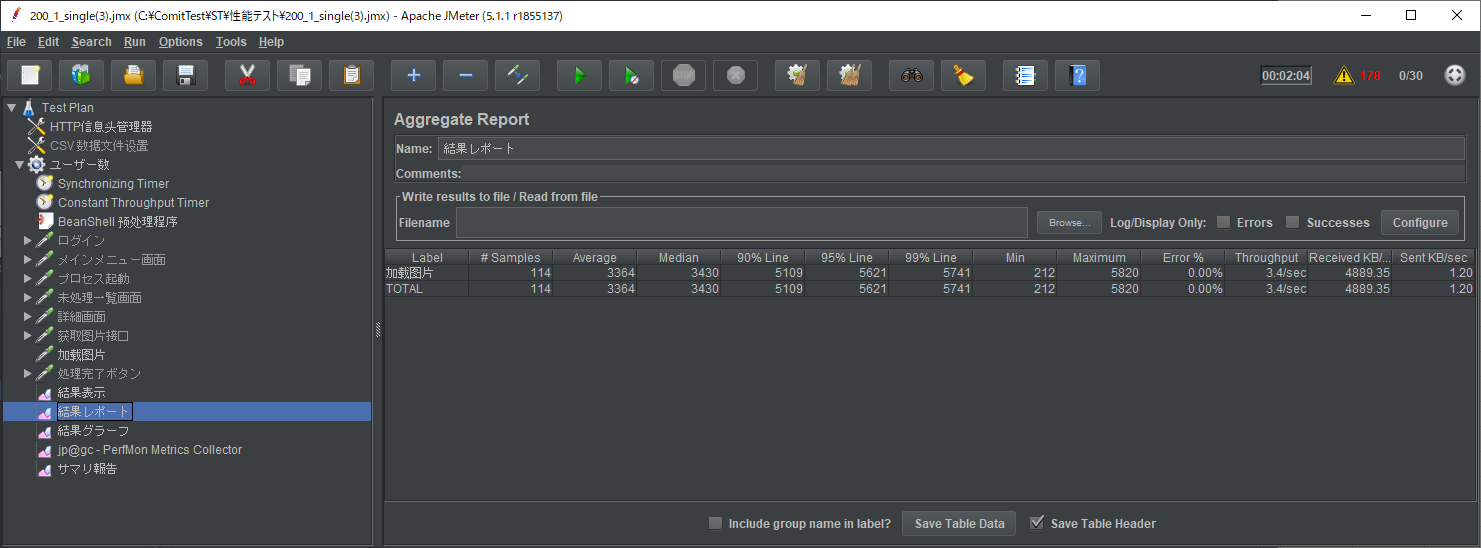 200_1_single(3).jmx (C:¥ComitTest¥ST¥性能テスト¥200_1_single(3).jmx) - Apache JMeter (5.1.1 r1855137)
File Edit Search Run Options Tools Help
STOP 00:02:04 178 0/30
Test Plan
HTTP信息头管理器
CSV 数据文件设置
ユーザー数
Synchronizing Timer
Constant Throughput Timer
BeanShell 预处理程序
ログイン
メインメニュー画面
プロセス起動
未処理一覧画面
詳細画面
获取图片接口
加载图片
処理完了ボタン
結果表示
結果レポート
結果グラーフ
jp@gc - PerfMon Metrics Collector
サマリ報告
Aggregate Report
Name: 結果レポート
Comments:
Write results to file / Read from file
Filename Browse... Log/Display Only: Errors Successes Configure
Label # Samples Average Median 90% Line 95% Line 99% Line Min Maximum Error % Throughput Received KB/... Sent KB/sec
加载图片 114 3364 3430 5109 5621 5741 212 5820 0.00% 3.4/sec 4889.35 1.20
TOTAL 114 3364 3430 5109 5621 5741 212 5820 0.00% 3.4/sec 4889.35 1.20
Include group name in label? Save Table Data Save Table Header